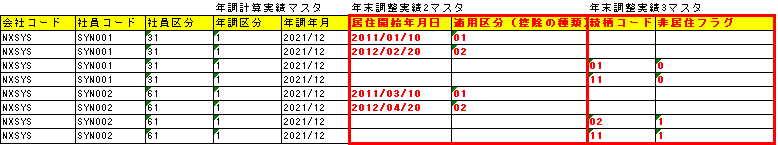 年調計算実績マスタ 年末調整実績2マスタ 年末調整実績3マスタ
会社コード 社員コード 社員区分 年調区分 年調年月 居住開始年月日 適用区分（控除の種類） 続柄コード 非居住フラグ
NXSYS SYN001 31 1 2021/12 2011/01/10 01
NXSYS SYN001 31 1 2021/12 2012/02/20 02
NXSYS SYN001 31 1 2021/12 01 0
NXSYS SYN001 31 1 2021/12 11 0
NXSYS SYN002 61 1 2021/12 2011/03/10 01
NXSYS SYN002 61 1 2021/12 2012/04/20 02
NXSYS SYN002 61 1 2021/12 02 1
NXSYS SYN002 61 1 2021/12 11 1